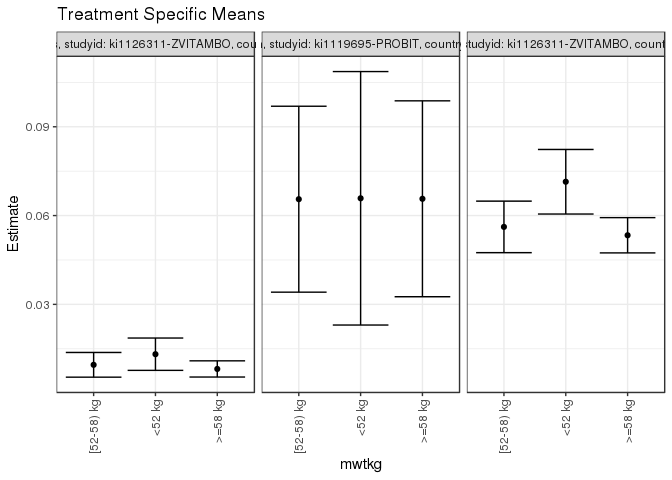 Treatment Specific Means
, studyid: ki1126311-ZVITAMBO, cou
, studyid: ki1119695-PROBIT, country
studyid: ki1126311-ZVITAMBO, count
Estimate
0.09
0.06
0.03
[52-58) kg
<52 kg
>=58 kg
[52-58) kg
<52 kg
>=58 kg
[52-58) kg
<52 kg
>=58 kg
mwtkg